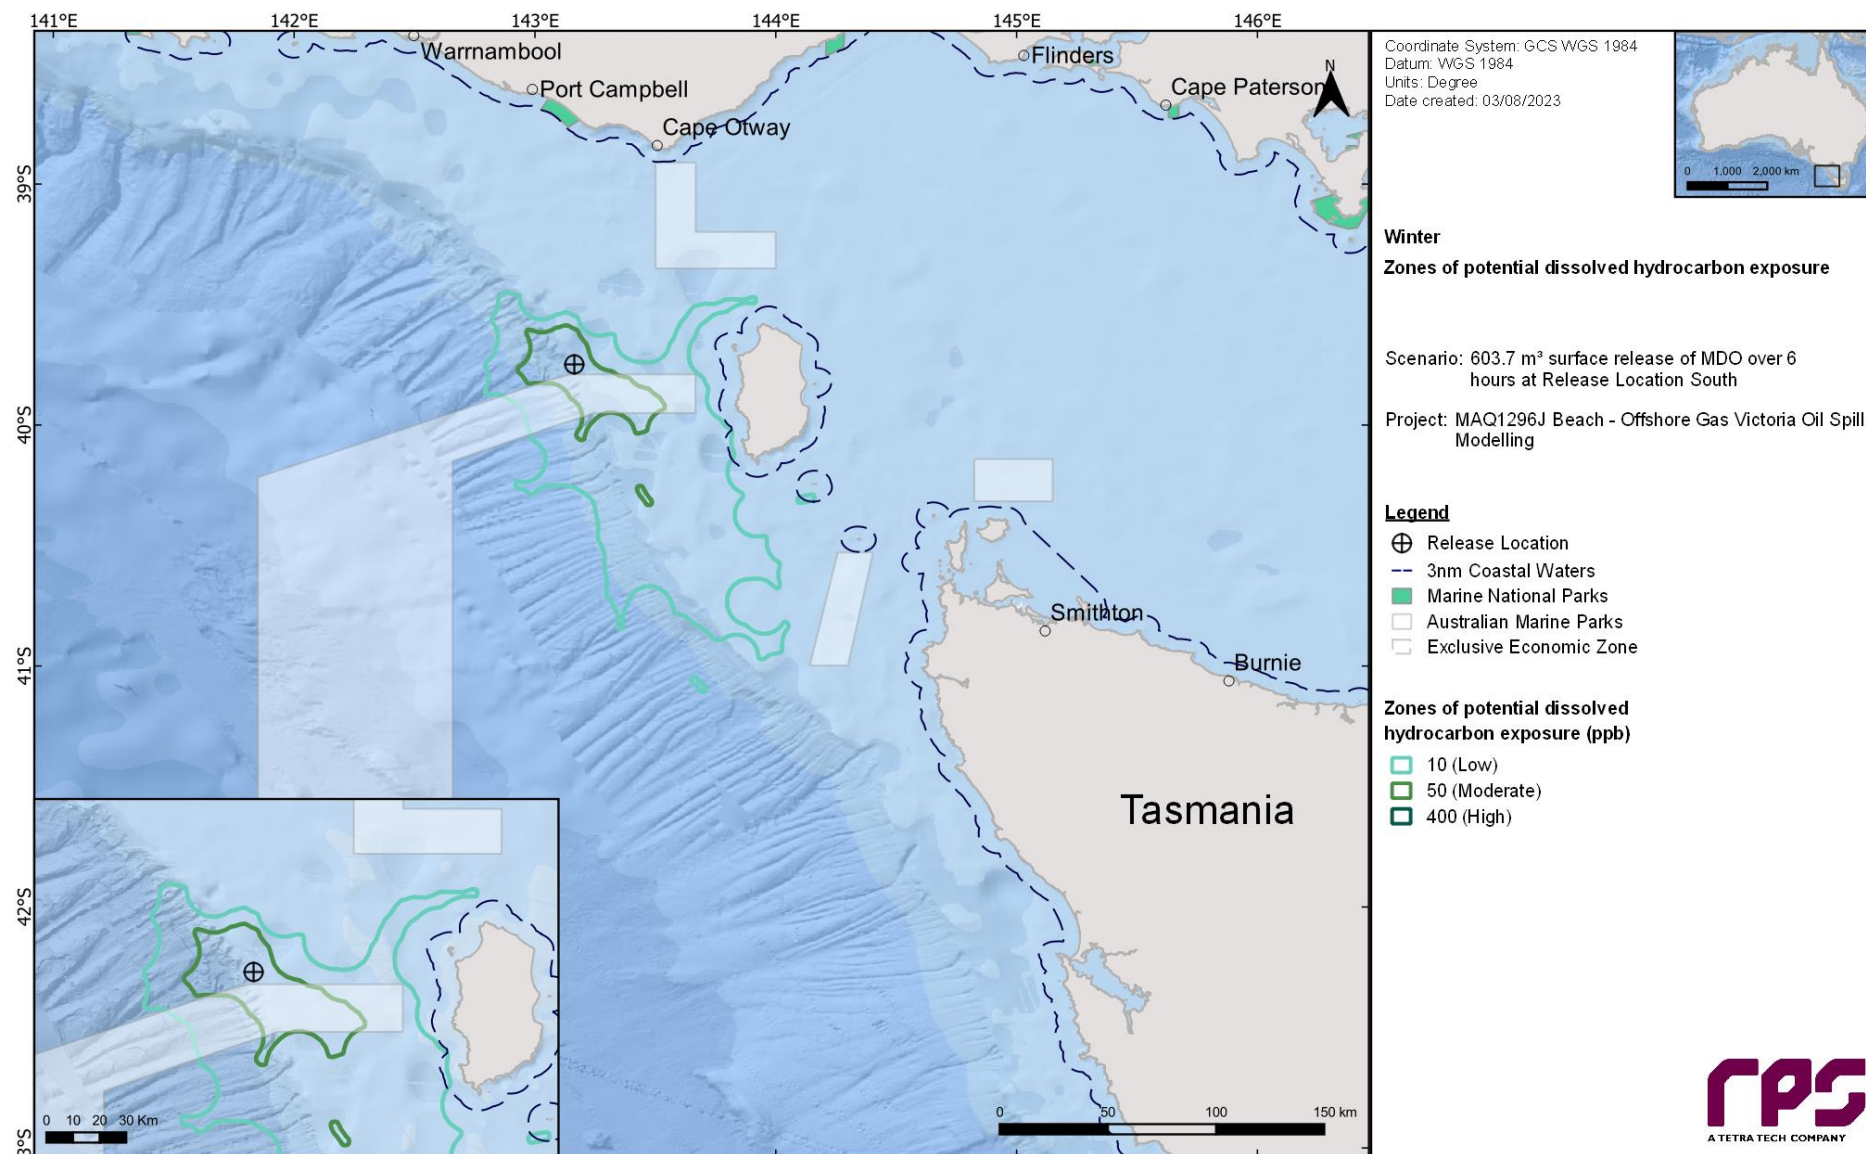 141°E
142°E
143°E
144°E
145°E
146°E
Warrnambool
Port Campbell
Cape Otway
Flinders
Cape Paterson
N
39°S
40°S
41°S
42°S
3°S
Smithton
Burnie
Tasmania
0 10 20 30 Km
0 50 100 150 km
Coordinate System: GCS WGS 1984
Datum: WGS 1984
Units: Degree
Date created: 03/08/2023
0 1,000 2,000 km
Winter
Zones of potential dissolved hydrocarbon exposure
Scenario: 603.7 m³ surface release of MDO over 6
hours at Release Location South
Project: MAQ1296J Beach - Offshore Gas Victoria Oil Spill
Modelling
Legend
Release Location
3nm Coastal Waters
Marine National Parks
Australian Marine Parks
Exclusive Economic Zone
Zones of potential dissolved
hydrocarbon exposure (ppb)
10 (Low)
50 (Moderate)
400 (High)
rps
A TETRA TECH COMPANY